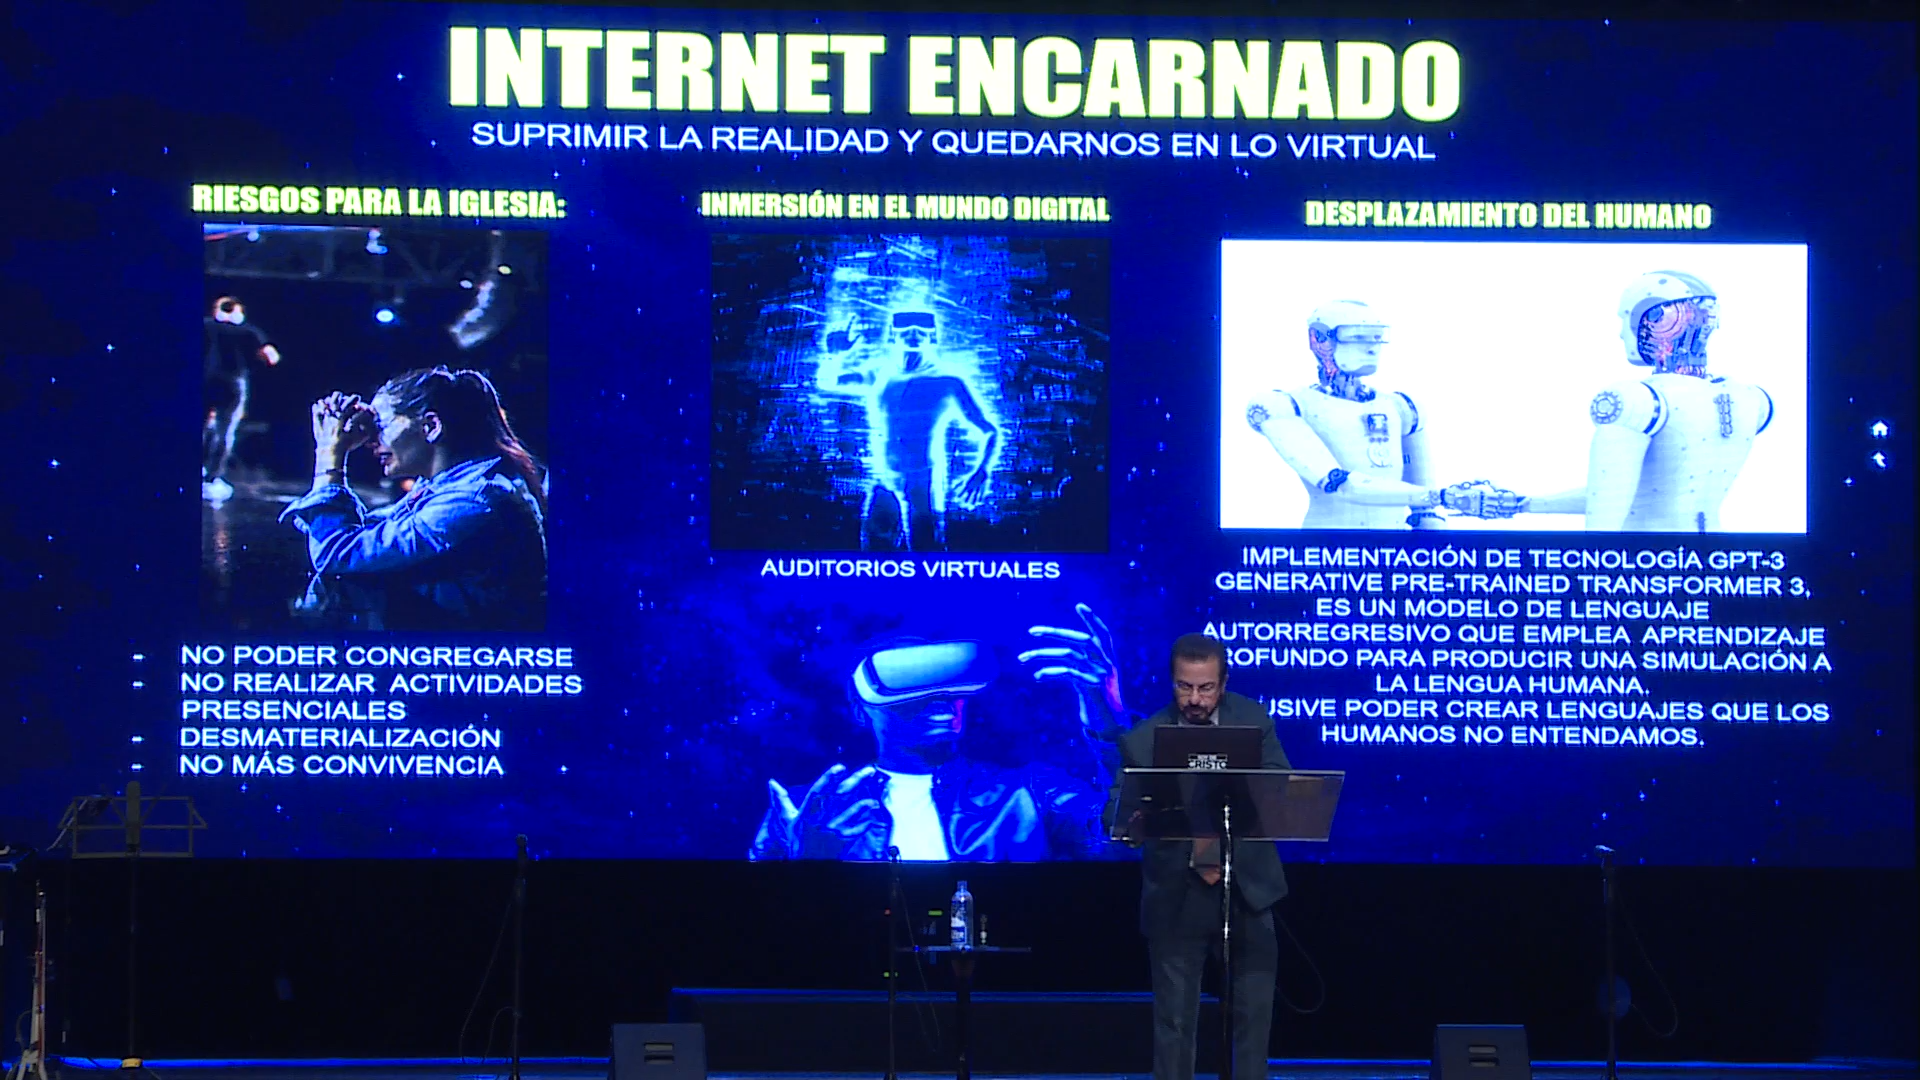 INTERNET ENCARNADO
SUPRIMIR LA REALIDAD Y QUEDARNOS EN LO VIRTUAL
RIESGOS PARA LA IGLESIA:
- NO PODER CONGREGARSE
- NO REALIZAR ACTIVIDADES
PRESENCIALES
- DESMATERIALIZACIÓN
- NO MÁS CONVIVENCIA
INMERSIÓN EN EL MUNDO DIGITAL
AUDITORIOS VIRTUALES
DESPLAZAMIENTO DEL HUMANO
IMPLEMENTACIÓN DE TECNOLOGÍA GPT-3
GENERATIVE PRE-TRAINED TRANSFORMER 3,
ES UN MODELO DE LENGUAJE
AUTORREGRESIVO QUE EMPLEA APRENDIZAJE
ROFUNDO PARA PRODUCIR UNA SIMULACIÓN A
LA LENGUA HUMANA.
USIVE PODER CREAR LENGUAJES QUE LOS
HUMANOS NO ENTENDAMOS.
CRISTO